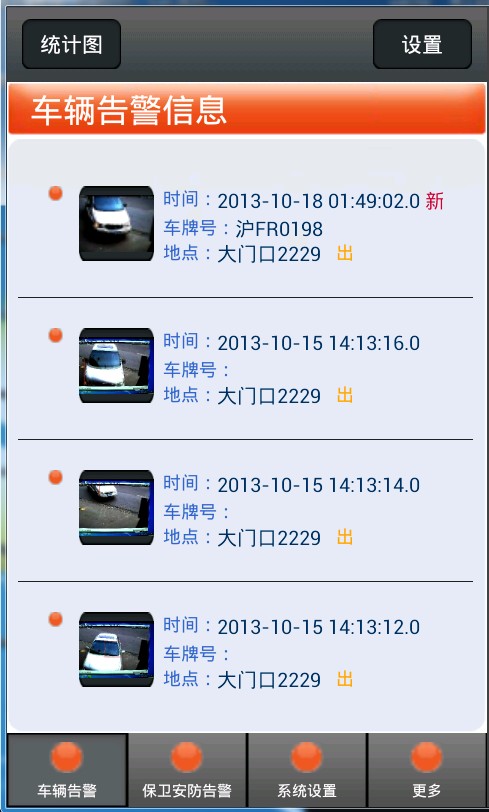 统计图
设置
车辆告警信息
时间：2013-10-18 01:49:02.0 新
车牌号：沪FR0198
地点：大门口2229 出
时间：2013-10-15 14:13:16.0
车牌号：
地点：大门口2229 出
时间：2013-10-15 14:13:14.0
车牌号：
地点：大门口2229 出
时间：2013-10-15 14:13:12.0
车牌号：
地点：大门口2229 出
车辆告警
保卫安防告警
系统设置
更多